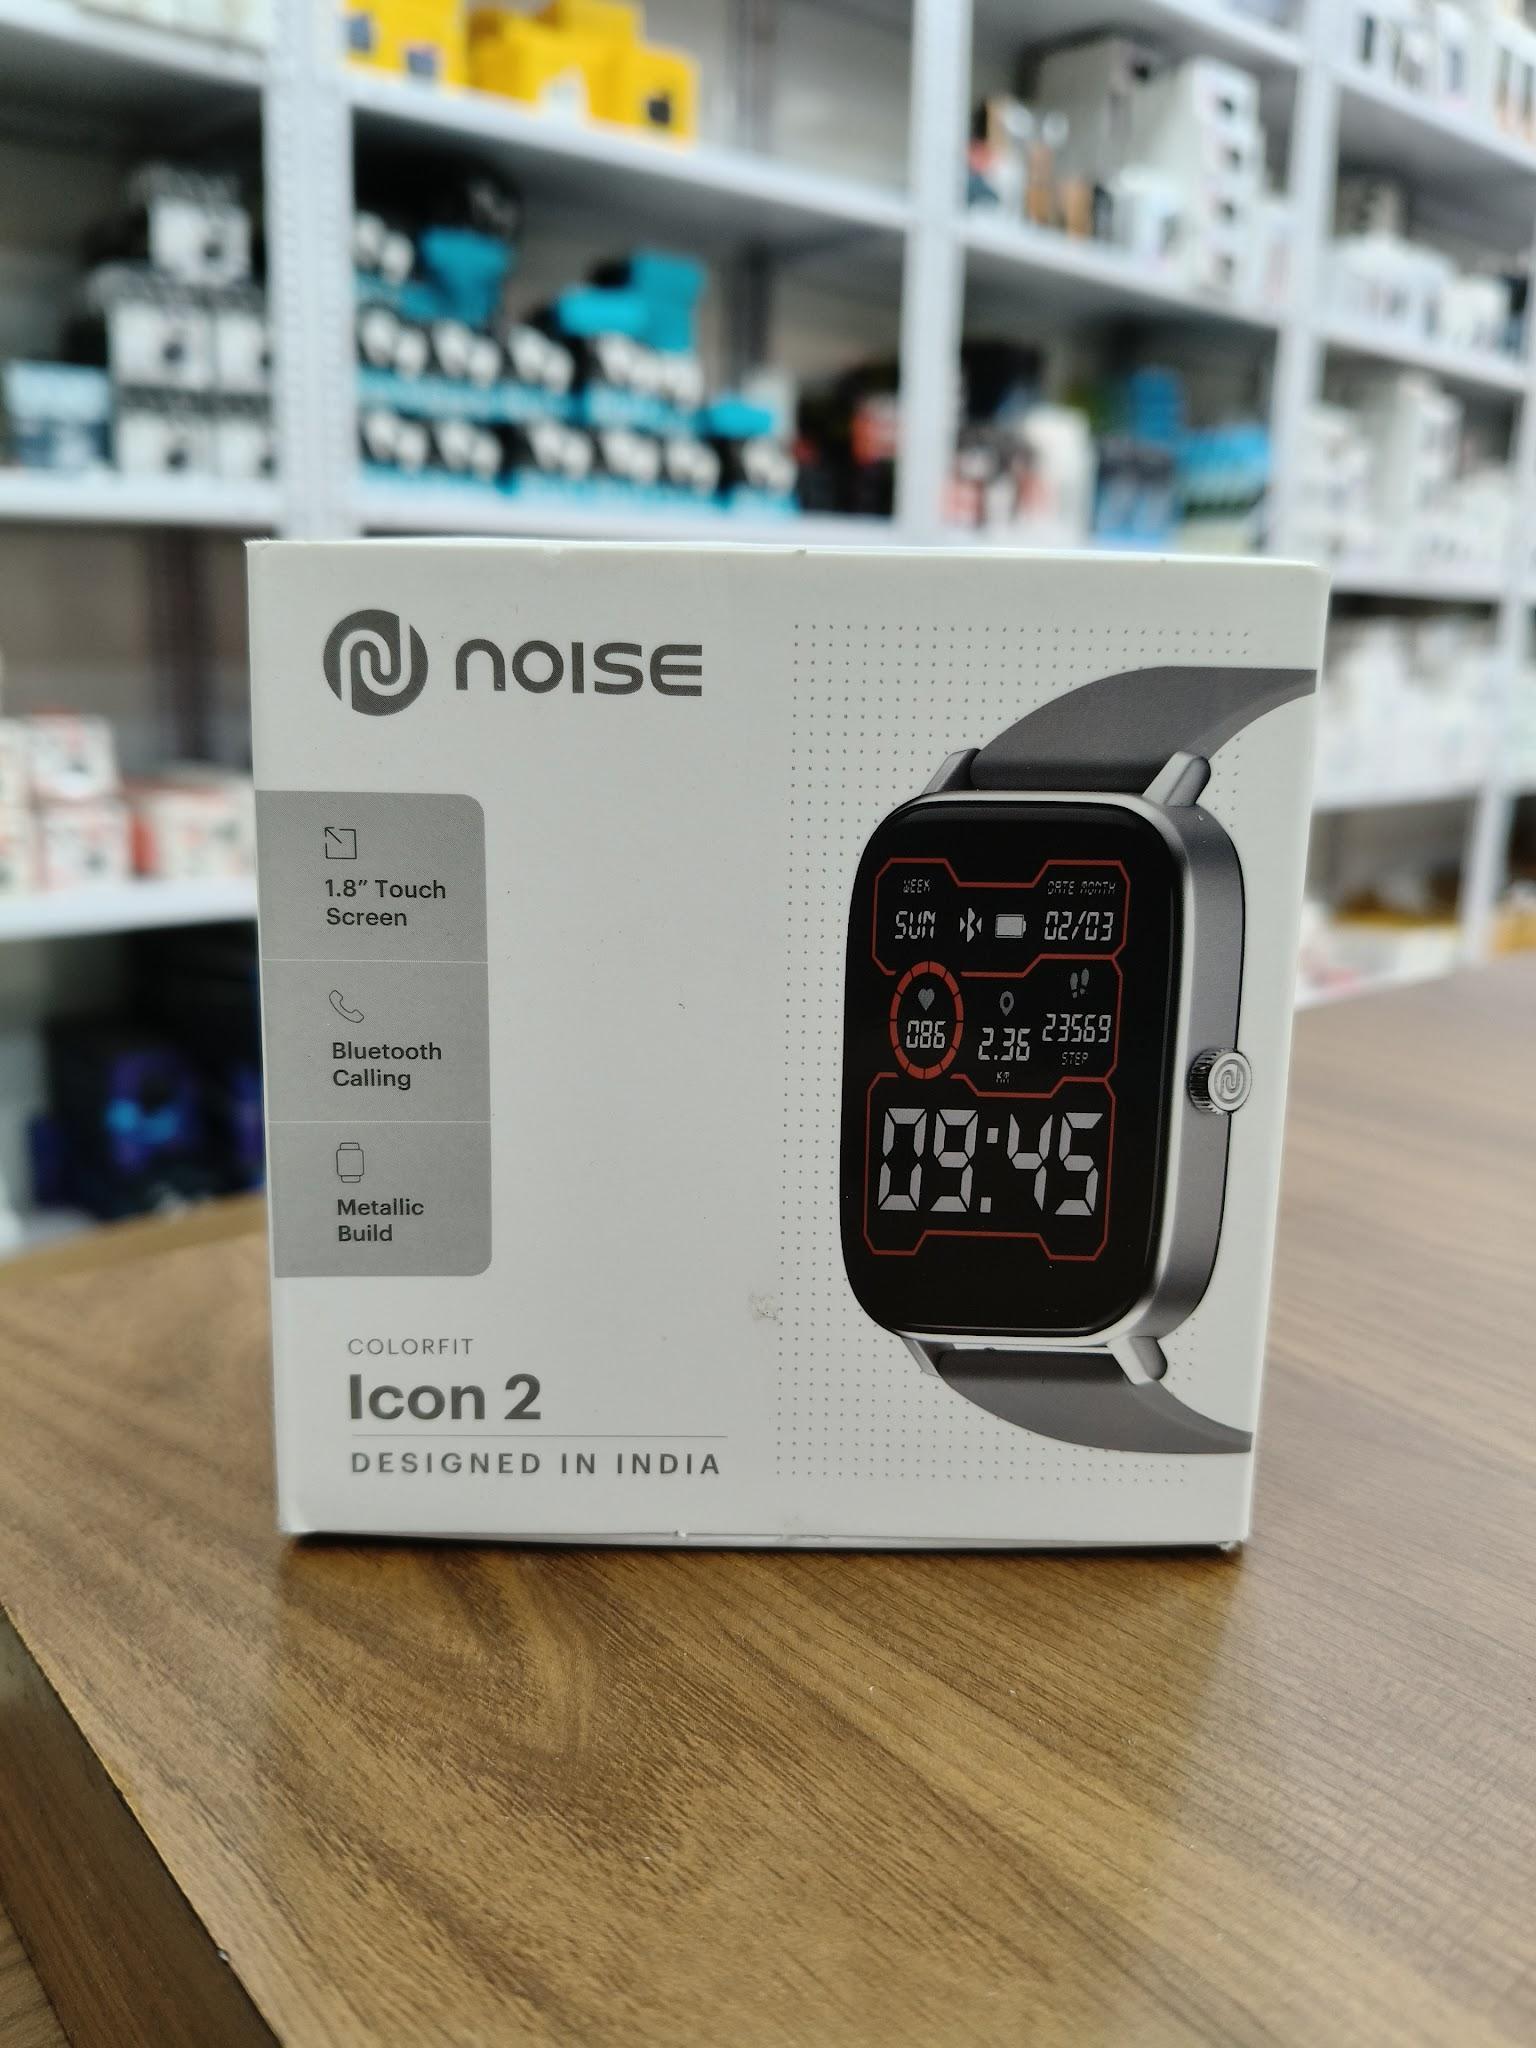 NOISE
1.8" Touch
Screen
Bluetooth
Calling
Metallic
Build
COLORFIT
Icon 2
DESIGNED IN INDIA
WEEK
DATE MONTH
SUN
02/03
086
2.36
KM
23569
STEP
09:45